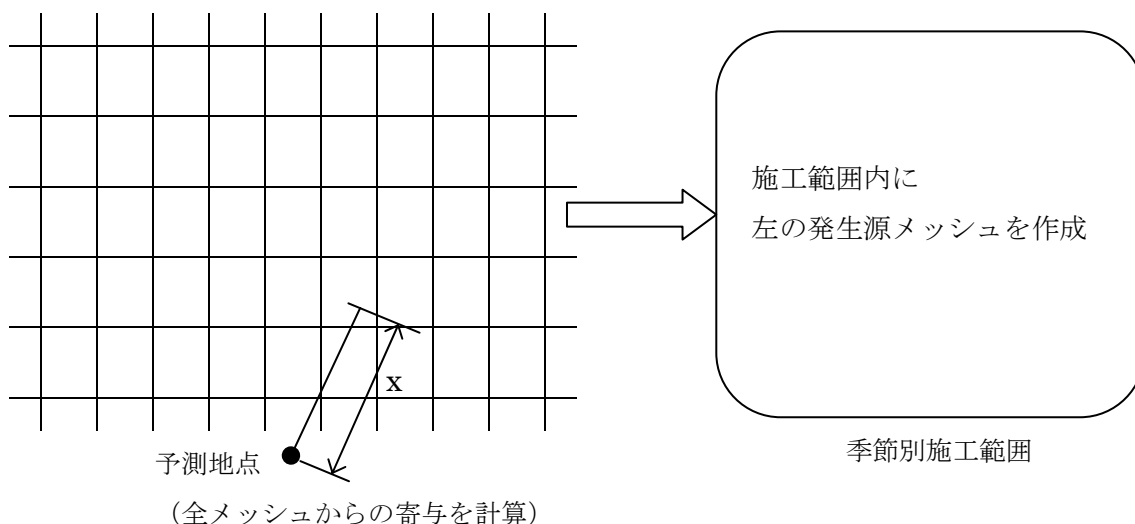 施工範囲内に
左の発生源メッシュを作成
x
予測地点
（全メッシュからの寄与を計算）
季節別施工範囲